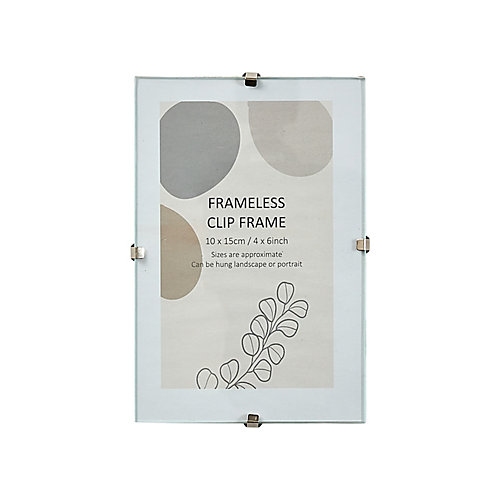 FRAMELESS
CLIP FRAME
10 x 15cm / 4 x 6inch
Sizes are approximate
Can be hung landscape or portrait